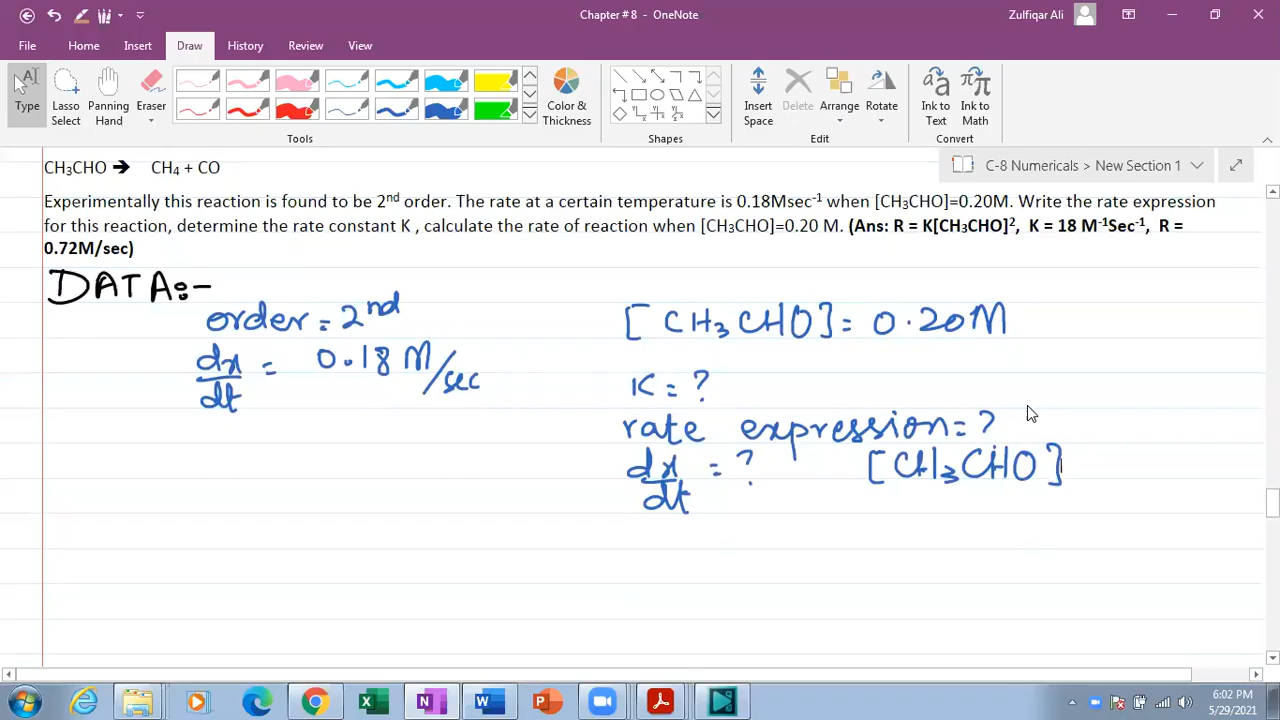 Chapter # 8 - OneNote
Zulfiqar Ali
File Home Insert Draw History Review View
Type
Lasso Select
Panning Hand
Eraser
Color & Thickness
Insert Space
Delete
Arrange
Rotate
Ink to Text
Ink to Math
Tools
Shapes
Edit
Convert
CH₃CHO ➔ CH₄ + CO
C-8 Numericals > New Section 1
Experimentally this reaction is found to be 2ⁿᵈ order. The rate at a certain temperature is 0.18Msec⁻¹ when [CH₃CHO]=0.20M. Write the rate expression
for this reaction, determine the rate constant K , calculate the rate of reaction when [CH₃CHO]=0.20 M. (Ans: R = K[CH₃CHO]², K = 18 M⁻¹Sec⁻¹, R =
0.72M/sec)
DATA:-
order = 2nd
dx/dt = 0.18 M/sec
[CH₃CHO] = 0.20M
K = ?
rate expression = ?
dx/dt = ? [CH₃CHO]
6:02 PM
5/29/2021